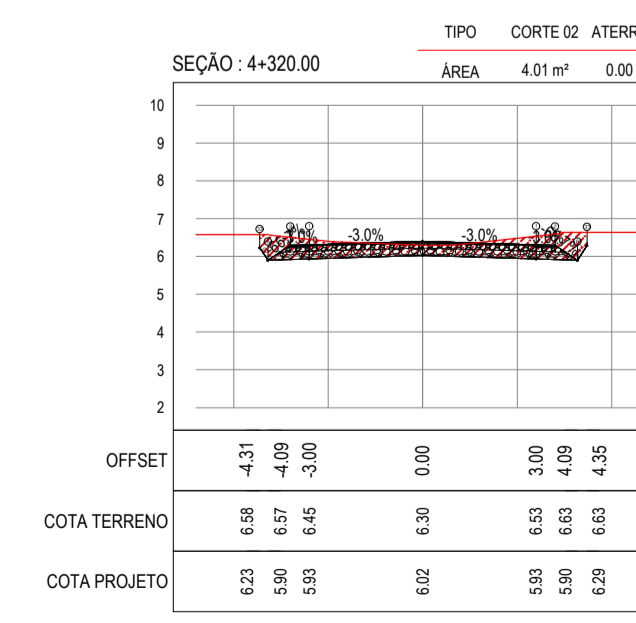 TIPO CORTE 02 ATERR
SEÇÃO : 4+320.00
ÁREA 4.01 m² 0.00
10
9
8
7
-3.0% -3.0%
6
5
4
3
2
OFFSET -4.31 -4.09 -3.00 0.00 3.00 4.09 4.35
COTA TERRENO 6.58 6.57 6.45 6.30 6.53 6.63 6.63
COTA PROJETO 6.23 5.90 5.93 6.02 5.93 5.90 6.29